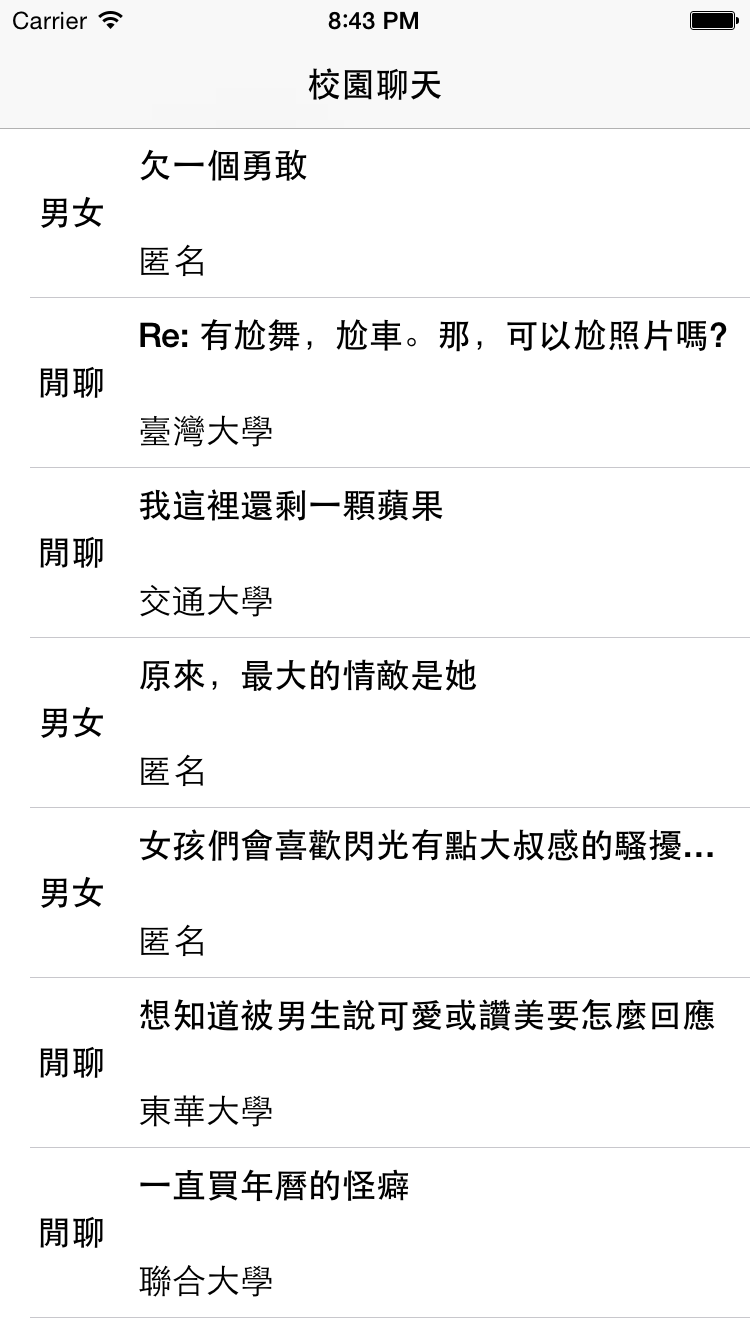 Carrier 8:43 PM
校園聊天
欠一個勇敢
男女
匿名
Re: 有尬舞，尬車。那，可以尬照片嗎?
閒聊
臺灣大學
我這裡還剩一顆蘋果
閒聊
交通大學
原來，最大的情敵是她
男女
匿名
女孩們會喜歡閃光有點大叔感的騷擾...
男女
匿名
想知道被男生說可愛或讚美要怎麼回應
閒聊
東華大學
一直買年曆的怪癖
閒聊
聯合大學